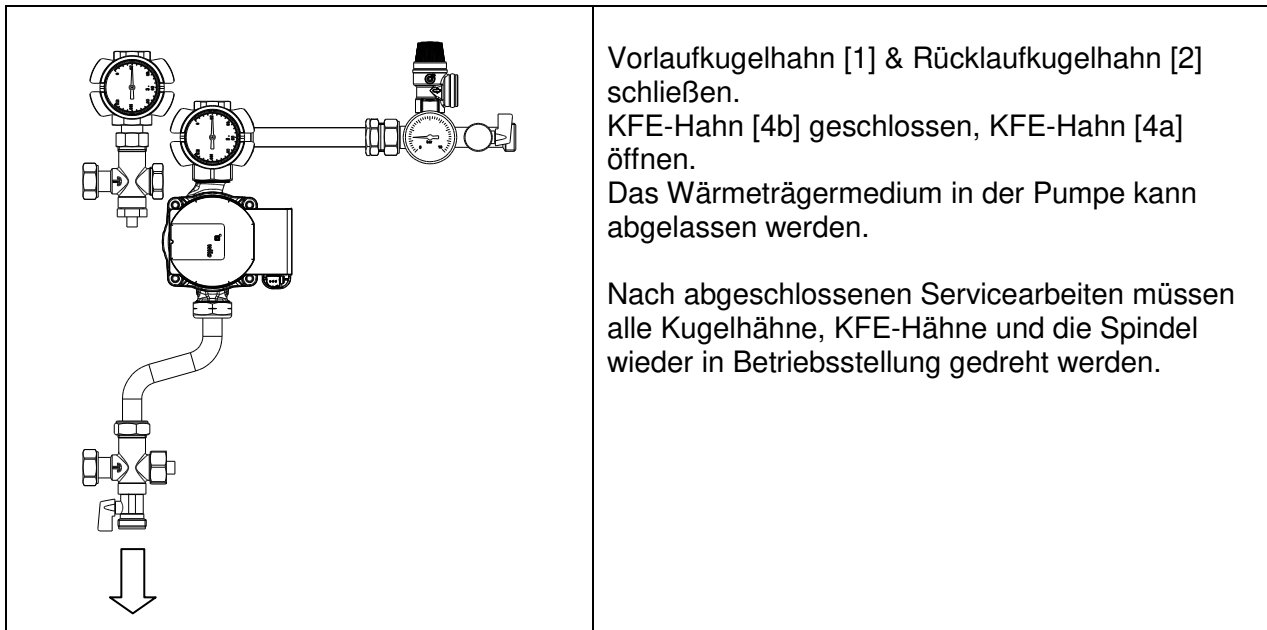 Vorlaufkugelhahn [1] & Rücklaufkugelhahn [2]
schließen.
KFE-Hahn [4b] geschlossen, KFE-Hahn [4a]
öffnen.
Das Wärmeträgermedium in der Pumpe kann
abgelassen werden.
Nach abgeschlossenen Servicearbeiten müssen
alle Kugelhähne, KFE-Hähne und die Spindel
wieder in Betriebsstellung gedreht werden.